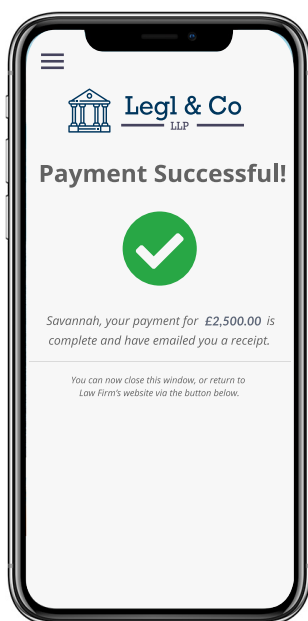 Legl & Co
LLP
Payment Successful!
Savannah, your payment for £2,500.00 is
complete and have emailed you a receipt.
You can now close this window, or return to
Law Firm's website via the button below.